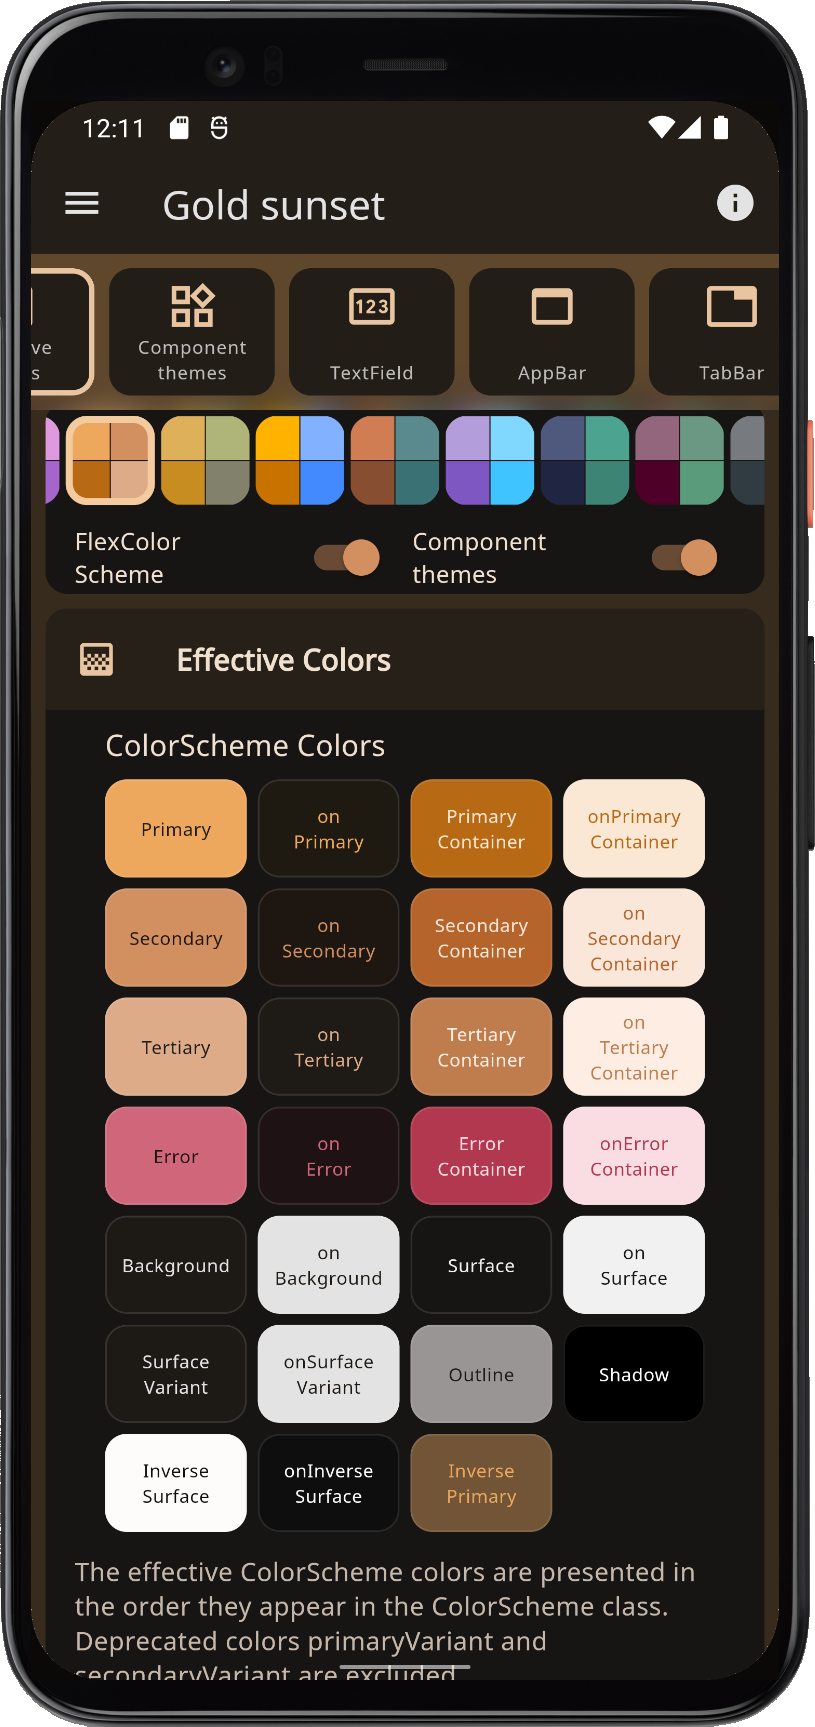 12:11
Gold sunset
ve
s
Component
themes
123
TextField
AppBar
TabBar
FlexColor
Scheme
Component
themes
Effective Colors
ColorScheme Colors
Primary
on
Primary
Primary
Container
onPrimary
Container
Secondary
on
Secondary
Secondary
Container
on
Secondary
Container
Tertiary
on
Tertiary
Tertiary
Container
on
Tertiary
Container
Error
on
Error
Error
Container
onError
Container
Background
on
Background
Surface
on
Surface
Surface
Variant
onSurface
Variant
Outline
Shadow
Inverse
Surface
onInverse
Surface
Inverse
Primary
The effective ColorScheme colors are presented in
the order they appear in the ColorScheme class.
Deprecated colors primaryVariant and
secondaryVariant are excluded